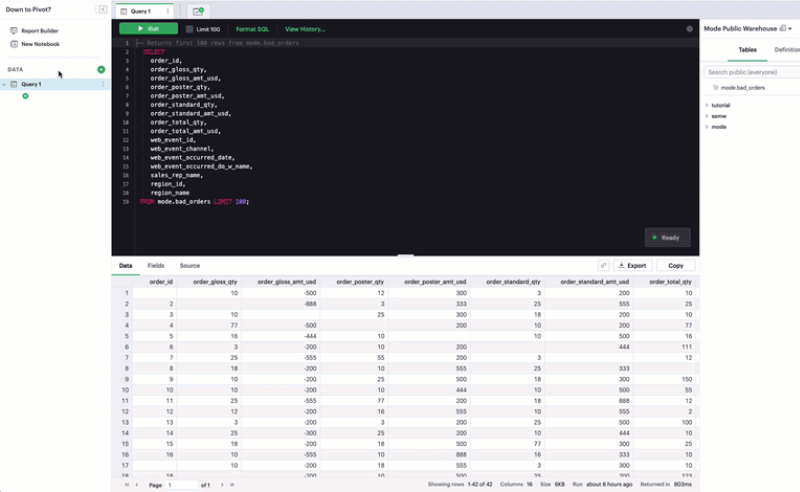 Down to Pivot?
Query 1
Report Builder
New Notebook
DATA
Query 1
Run
Limit 100
Format SQL
View History...
1 -- Returns first 100 rows from mode.bad_orders
2 SELECT
3 order_id,
4 order_gloss_qty,
5 order_gloss_amt_usd,
6 order_poster_qty,
7 order_poster_amt_usd,
8 order_standard_qty,
9 order_standard_amt_usd,
10 order_total_qty,
11 order_total_amt_usd,
12 web_event_id,
13 web_event_channel,
14 web_event_occurred_date,
15 web_event_occurred_do_w_name,
16 sales_rep_name,
17 region_id,
18 region_name
19 FROM mode.bad_orders LIMIT 100;
Ready
Mode Public Warehouse
Tables Definitio
Search public (everyone)
mode.bad_orders
tutorial
mode
Data Fields Source
Export Copy
order_id order_gloss_qty order_gloss_amt_usd order_poster_qty order_poster_amt_usd order_standard_qty order_standard_amt_usd order_total_qty
1 10 -500 12 300 3 200 10
2 2 -888 3 333 25 555 25
3 3 10 25 300 18 200 10
4 4 77 -500 200 10 200 77
5 5 16 -444 10 10 500 16
6 6 3 -200 10 200 444 111
7 7 25 -555 55 200 3 12
8 8 18 -200 10 555 25 333
9 9 10 -200 25 500 18 300 150
10 10 10 -200 10 444 10 500 55
11 11 25 -555 77 200 18 888 12
12 12 12 -200 16 555 10 555 2
13 13 3 -200 3 200 25 500 100
14 14 25 -300 25 200 10 444 10
15 15 18 -200 18 500 77 300 25
16 16 10 -555 10 888 16 333 10
17 10 -200 18 555 3 300 10
Page 1 of 1
Showing rows 1-42 of 42 Columns 16 Size 6KB Run about 6 hours ago Returned in 803ms